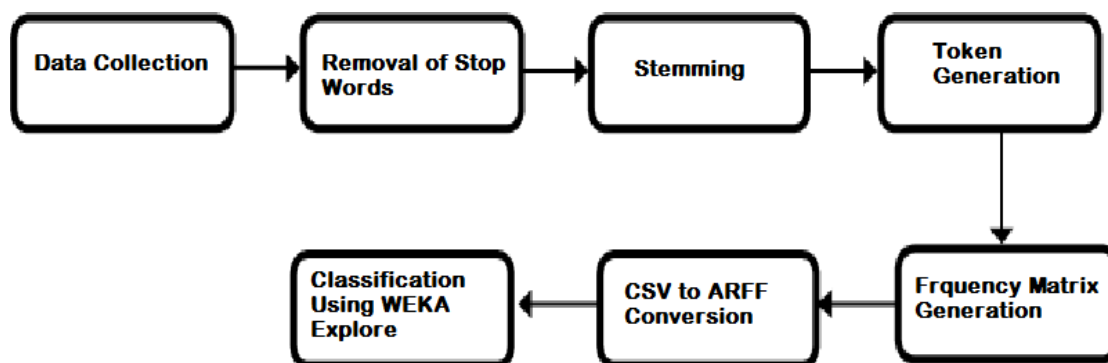 Data Collection
Removal of Stop
Words
Stemming
Token
Generation
Frquency Matrix
Generation
CSV to ARFF
Conversion
Classification
Using WEKA
Explore